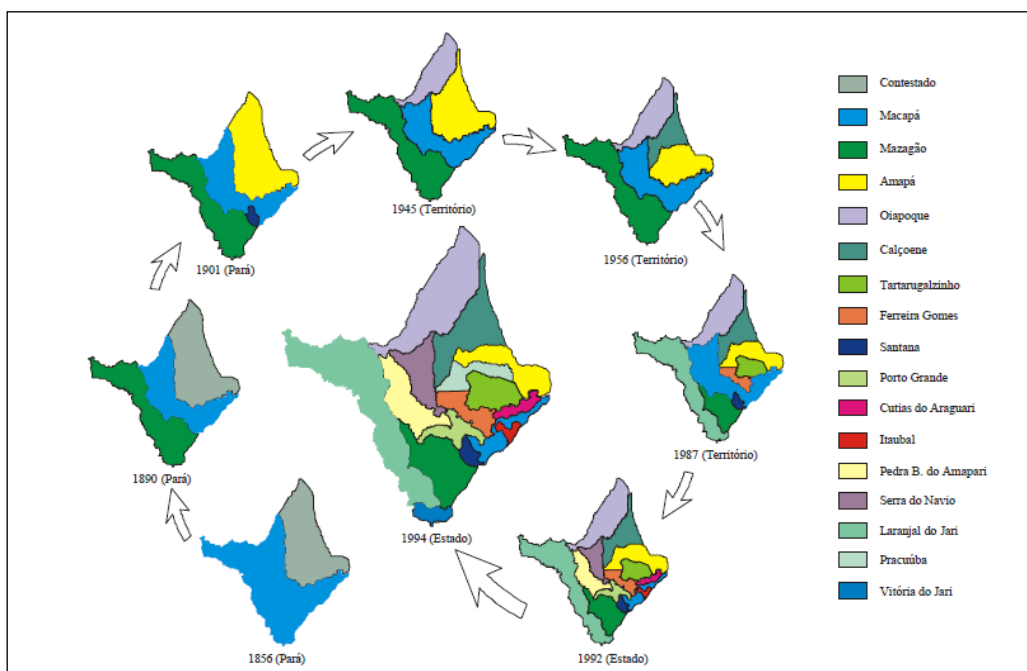 1856 (Pará)
1890 (Pará)
1901 (Pará)
1945 (Território)
1956 (Território)
1987 (Território)
1992 (Estado)
1994 (Estado)
Contestado
Macapá
Mazagão
Amapá
Oiapoque
Calçoene
Tartarugalzinho
Ferreira Gomes
Santana
Porto Grande
Cutias do Araguari
Itaubal
Pedra B. do Amapari
Serra do Navio
Laranjal do Jari
Pracuúba
Vitória do Jari